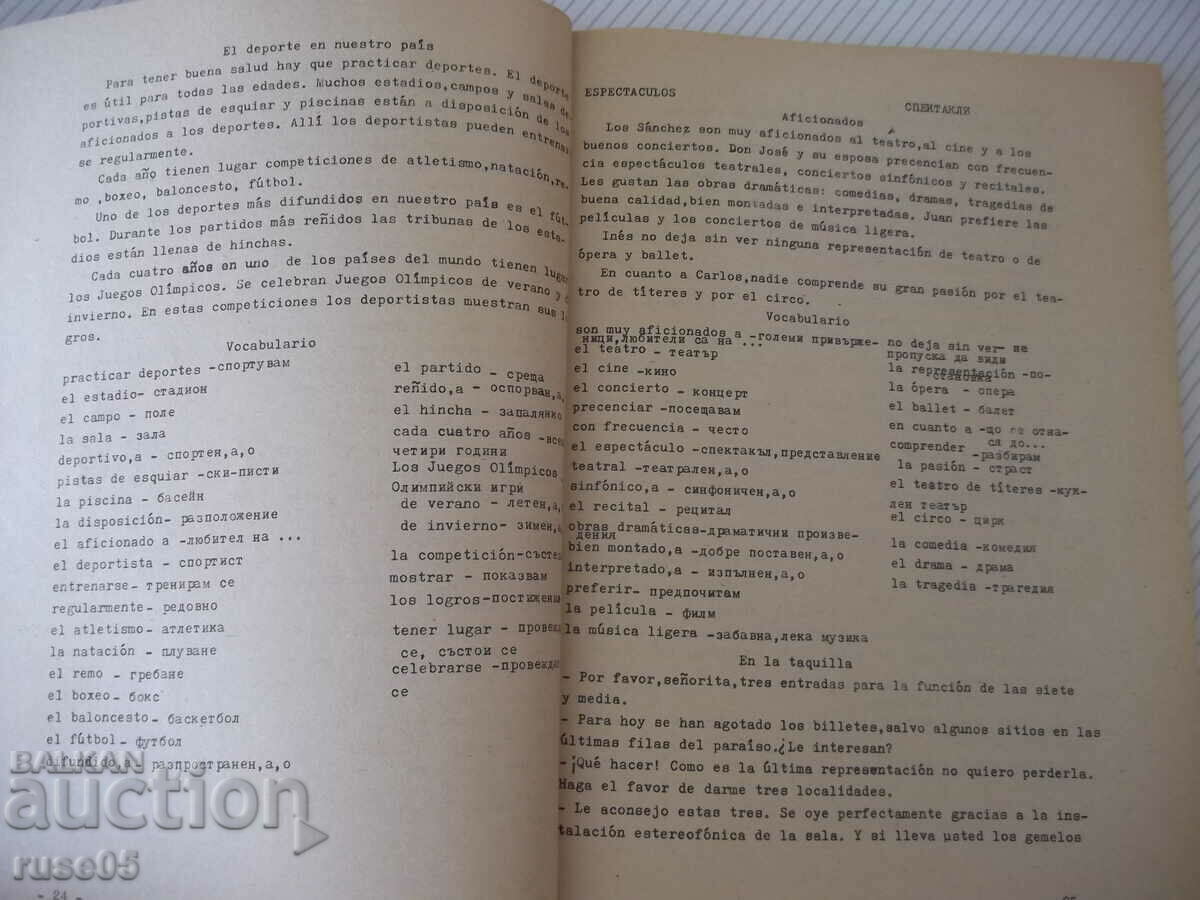 El deporte en nuestro país
Para tener buena salud hay que practicar deportes. El deporte
es útil para todas las edades. Muchos estadios,campos y salas de-
portivas,pistas de esquiar y piscinas están a disposición de los
aficionados a los deportes. Allí los deportistas pueden entrenar
se regularmente.
Cada año tienen lugar competiciones de atletismo,natación,re-
mo ,boxeo, baloncesto, fútbol.
Uno de los deportes más difundidos en nuestro país es el fút-
bol. Durante los partidos más reñidos las tribunas de los esta-
dios están llenas de hinchas.
Cada cuatro años en uno de los países del mundo tienen lugar
los Juegos Olímpicos. Se celebran Juegos Olímpicos de verano y
invierno. En estas competiciones los deportistas muestran sus
gros.
Vocabulario
practicar deportes -спортувам
el estadio- стадион
el campo - поле
la sala - зала
deportivo,a - спортен,а,о
pistas de esquiar -ски-писти
la piscina - басейн
la disposición- разположение
el aficionado a -любител на ...
el deportista - спортист
entrenarse- тренирам се
regularmente- редовно
el atletismo- атлетика
la natación - плуване
el remo - гребане
el boxeo- бокс
el baloncesto- баскетбол
el fútbol- футбол
difundido,a- разпространен,а,о
el partido - среща
reñido,a - оспорван,а,
el hincha - запалянко
cada cuatro años -все
четири години
Los Juegos Olímpicos
Олимпийски игри
de verano - летен,а,
de invierno- зимен,а
la competición-състе
mostrar - показвам
los logros-постижени
tener lugar - провежд
се, състои се
celebrarse -провеждам
се
- 24 -
ESPECTACULOS
СПЕКТАКЛИ
Aficionados
Los Sánchez son muy aficionados al teatro,al cine y a los
buenos conciertos. Don José y su esposa precencian con frecuen-
cia espectáculos teatrales, conciertos sinfónicos y recitales.
Les gustan las obras dramáticas: comedias, dramas, tragedias de
buena calidad,bien montadas e interpretadas. Juan prefiere las
películas y los conciertos de música ligera.
Inés no deja sin ver ninguna representación de teatro o de
ópera y ballet.
En cuanto a Carlos,nadie comprende su gran pasión por el tea-
tro de títeres y por el circo.
Vocabulario
son muy aficionados a -големи привърже-
ници,любители са на ...
el teatro - театър
el cine -кино
el concierto - концерт
precenciar -посещавам
con frecuencia - често
el espectáculo -спектакъл,представление
teatral -театрален,а,о
sinfónico,a - синфоничен,а,о
el recital - рецитал
obras dramáticas-драматични произве-
дения
bien montado,a -добре поставен,а,о
interpretado,a - изпълнен,а,о
preferir- предпочитам
la película - филм
la música ligera -забавна,лека музика
no deja sin ver- не
пропуска да види
la representación -по-
становка
la ópera - опера
el ballet - балет
en cuanto a -що се отна-
ся до...
comprender -разбирам
la pasión - страст
el teatro de títeres -кук-
лен театър
el circo - цирк
la comedia -комедия
el drama - драма
la tragedia -трагедия
En la taquilla
- Por favor,señorita,tres entradas para la función de las siete
y media.
- Para hoy se han agotado los billetes,salvo algunos sitios en las
últimas filas del paraíso.¿Le interesan?
-¡Qué hacer! Como es la última representación no quiero perderla.
Haga el favor de darme tres localidades.
- Le aconsejo estas tres. Se oye perfectamente gracias a la ins-
talación estereofónica de la sala. Y si lleva usted los gemelos
BALKAN
auction
ruse05